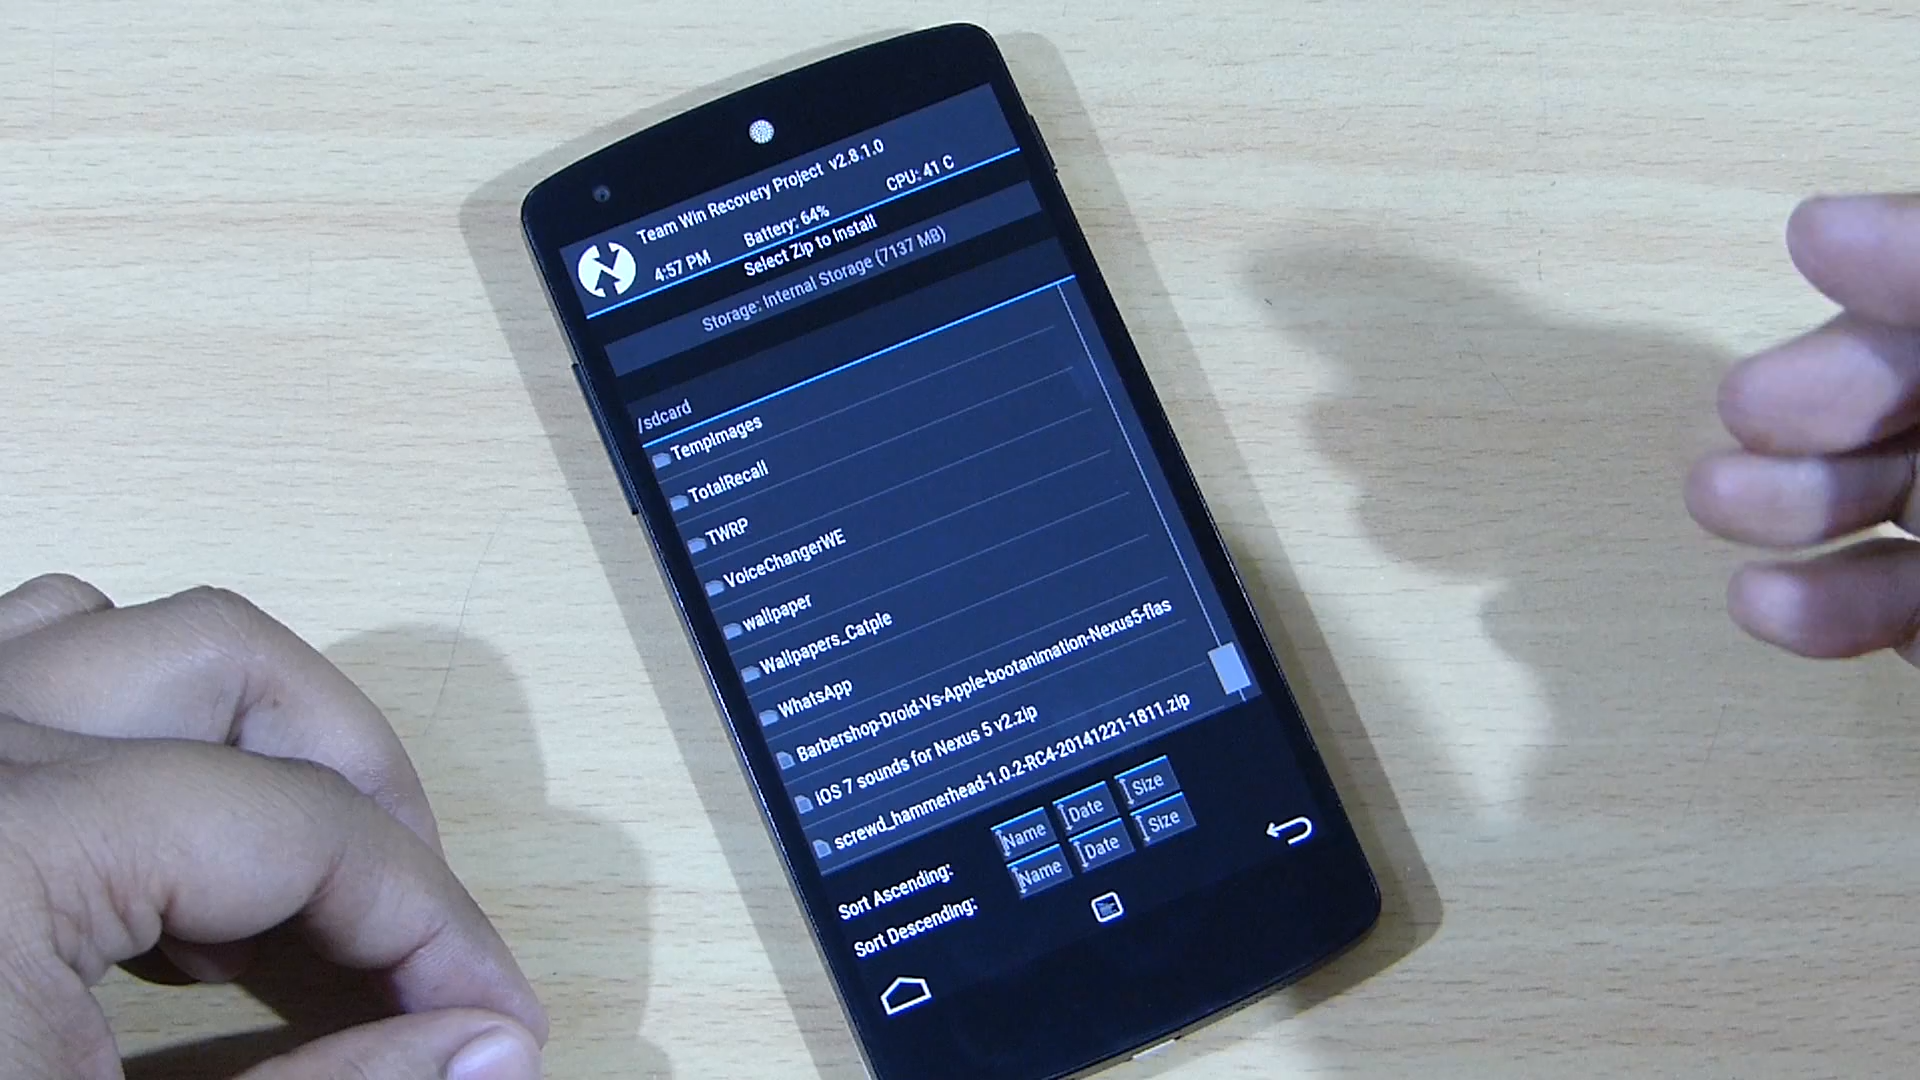 Team Win Recovery Project v2.8.1.0
4:57 PM
Battery: 64%
CPU: 41 C
Select Zip to Install
Storage: Internal Storage (7137 MB)
/sdcard
TempImages
TotalRecall
TWRP
VoiceChangerWE
wallpaper
Wallpapers_Catple
WhatsApp
Barbershop-Droid-Vs-Apple-bootanimation-Nexus5-flas
iOS 7 sounds for Nexus 5 v2.zip
screwd_hammerhead-1.0.2-RC4-20141221-1811.zip
Sort Ascending: Name Date Size
Sort Descending: Name Date Size